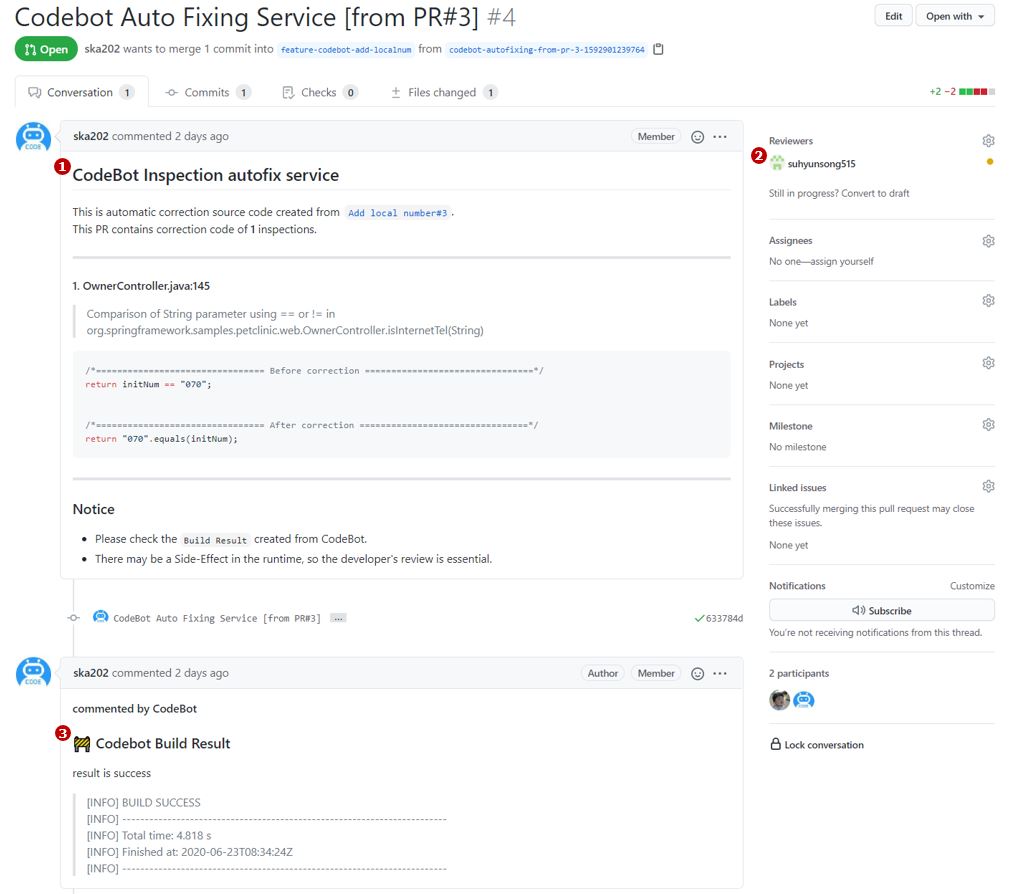 Codebot Auto Fixing Service [from PR#3] #4
Edit
Open with
Open
ska202 wants to merge 1 commit into feature-codebot-add-localnum from codebot-autofixing-from-pr-3-1592901239764
Conversation 1
Commits 1
Checks 0
Files changed 1
+2 −2
CODE
ska202 commented 2 days ago
Member
1
CodeBot Inspection autofix service
This is automatic correction source code created from Add local number#3 .
This PR contains correction code of 1 inspections.
1. OwnerController.java:145
Comparison of String parameter using == or != in
org.springframework.samples.petclinic.web.OwnerController.isInternetTel(String)
/*================================ Before correction ================================*/
return initNum == "070";
/*================================ After correction ================================*/
return "070".equals(initNum);
Notice
Please check the Build Result created from CodeBot.
There may be a Side-Effect in the runtime, so the developer's review is essential.
CodeBot Auto Fixing Service [from PR#3] ...
633784d
CODE
ska202 commented 2 days ago
Author
Member
commented by CodeBot
3
Codebot Build Result
result is success
[INFO] BUILD SUCCESS
[INFO] ------------------------------------------------------------------------
[INFO] Total time: 4.818 s
[INFO] Finished at: 2020-06-23T08:34:24Z
[INFO] ------------------------------------------------------------------------
Reviewers
2
suhyunsong515
Still in progress? Convert to draft
Assignees
No one—assign yourself
Labels
None yet
Projects
None yet
Milestone
No milestone
Linked issues
Successfully merging this pull request may close
these issues.
None yet
Notifications
Customize
Subscribe
You're not receiving notifications from this thread.
2 participants
Lock conversation